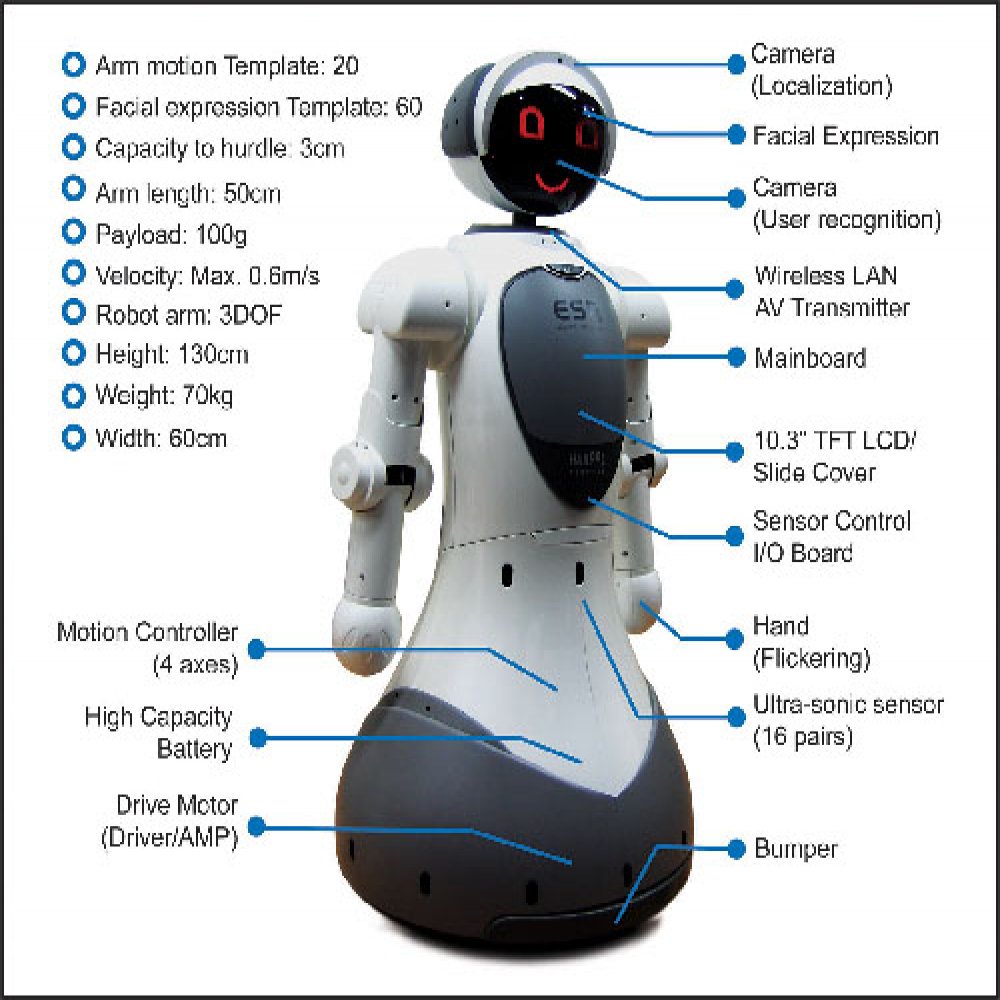 Arm motion Template: 20
Facial expression Template: 60
Capacity to hurdle: 3cm
Arm length: 50cm
Payload: 100g
Velocity: Max. 0.6m/s
Robot arm: 3DOF
Height: 130cm
Weight: 70kg
Width: 60cm
Camera
(Localization)
Facial Expression
Camera
(User recognition)
Wireless LAN
AV Transmitter
Mainboard
10.3" TFT LCD/
Slide Cover
Sensor Control
I/O Board
Hand
(Flickering)
Ultra-sonic sensor
(16 pairs)
Bumper
Motion Controller
(4 axes)
High Capacity
Battery
Drive Motor
(Driver/AMP)